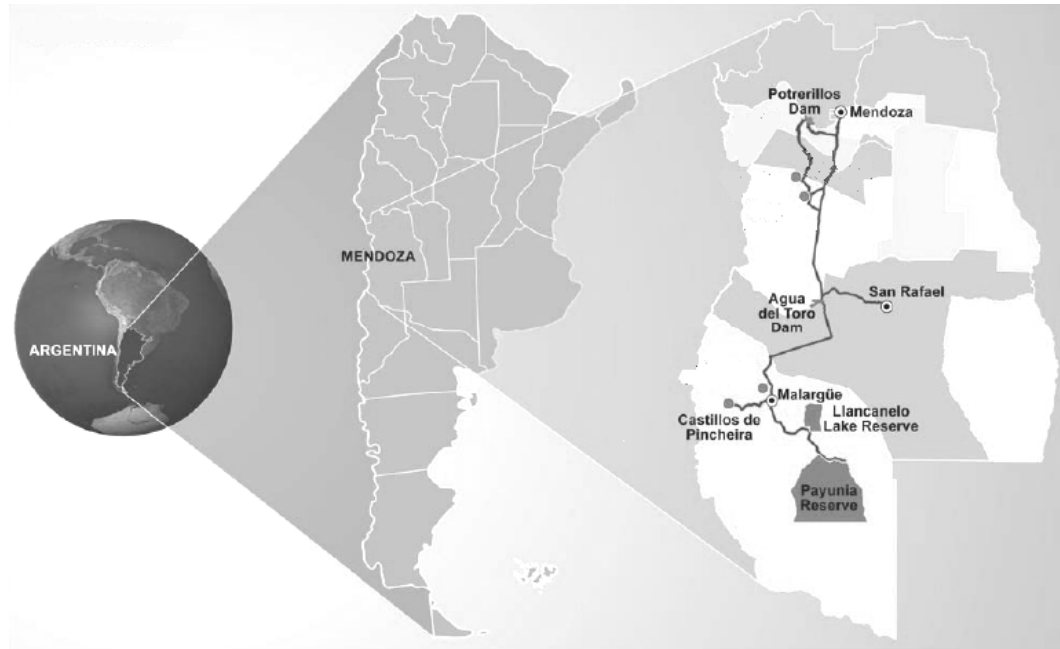 ARGENTINA
MENDOZA
Potrerillos
Dam
Mendoza
Agua
del Toro
Dam
San Rafael
Malargüe
Castillos de
Pincheira
Llancanelo
Lake Reserve
Payunia
Reserve